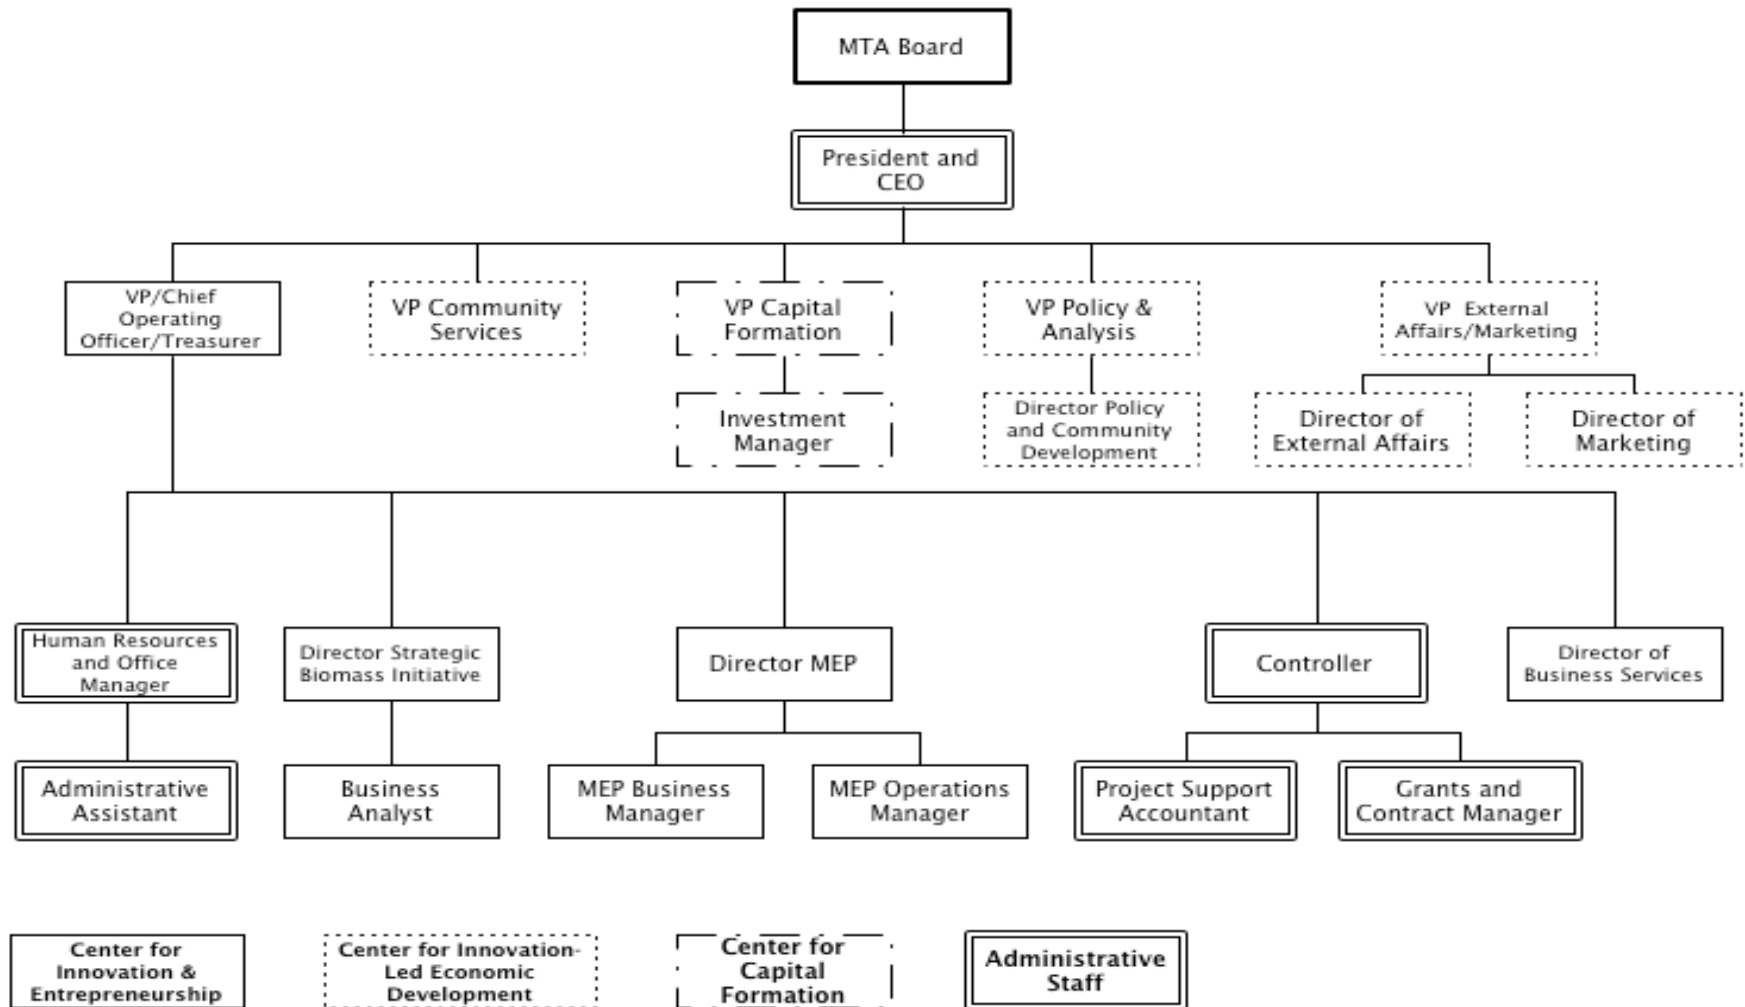 MTA Board
President and
CEO
VP/Chief
Operating
Officer/Treasurer
VP Community
Services
VP Capital
Formation
VP Policy &
Analysis
VP External
Affairs/Marketing
Investment
Manager
Director Policy
and Community
Development
Director of
External Affairs
Director of
Marketing
Human Resources
and Office
Manager
Director Strategic
Biomass Initiative
Director MEP
Controller
Director of
Business Services
Administrative
Assistant
Business
Analyst
MEP Business
Manager
MEP Operations
Manager
Project Support
Accountant
Grants and
Contract Manager
Center for
Innovation &
Entrepreneurship
Center for Innovation-
Led Economic
Development
Center for
Capital
Formation
Administrative
Staff